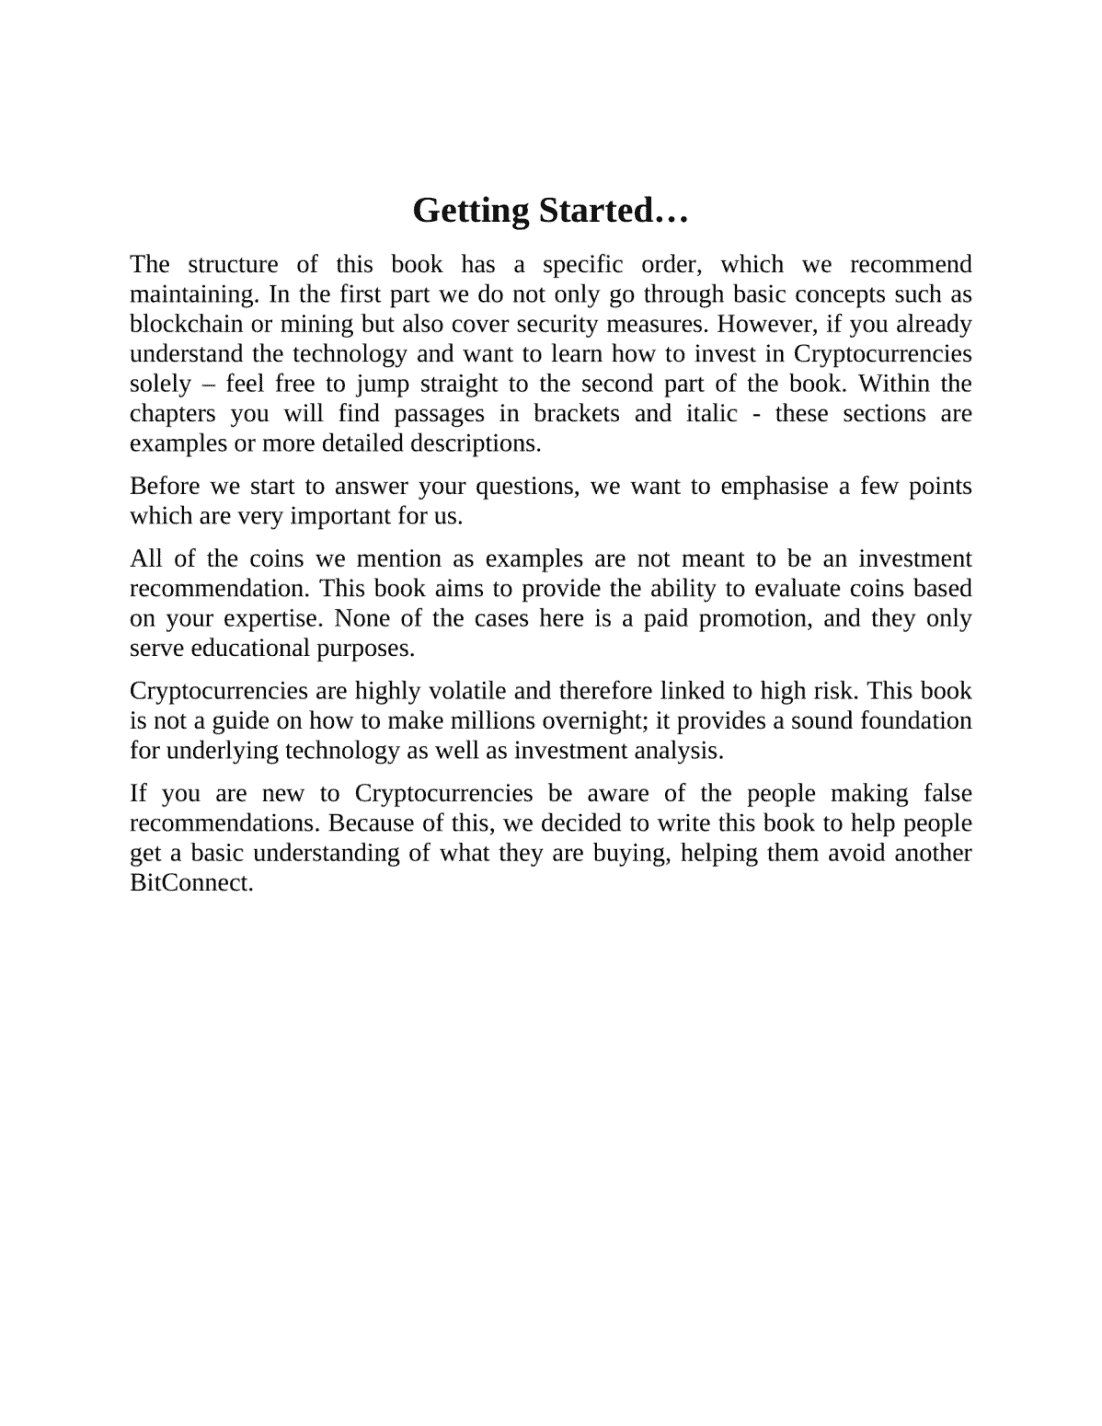 Getting Started…
The structure of this book has a specific order, which we recommend
maintaining. In the first part we do not only go through basic concepts such as
blockchain or mining but also cover security measures. However, if you already
understand the technology and want to learn how to invest in Cryptocurrencies
solely – feel free to jump straight to the second part of the book. Within the
chapters you will find passages in brackets and italic - these sections are
examples or more detailed descriptions.
Before we start to answer your questions, we want to emphasise a few points
which are very important for us.
All of the coins we mention as examples are not meant to be an investment
recommendation. This book aims to provide the ability to evaluate coins based
on your expertise. None of the cases here is a paid promotion, and they only
serve educational purposes.
Cryptocurrencies are highly volatile and therefore linked to high risk. This book
is not a guide on how to make millions overnight; it provides a sound foundation
for underlying technology as well as investment analysis.
If you are new to Cryptocurrencies be aware of the people making false
recommendations. Because of this, we decided to write this book to help people
get a basic understanding of what they are buying, helping them avoid another
BitConnect.